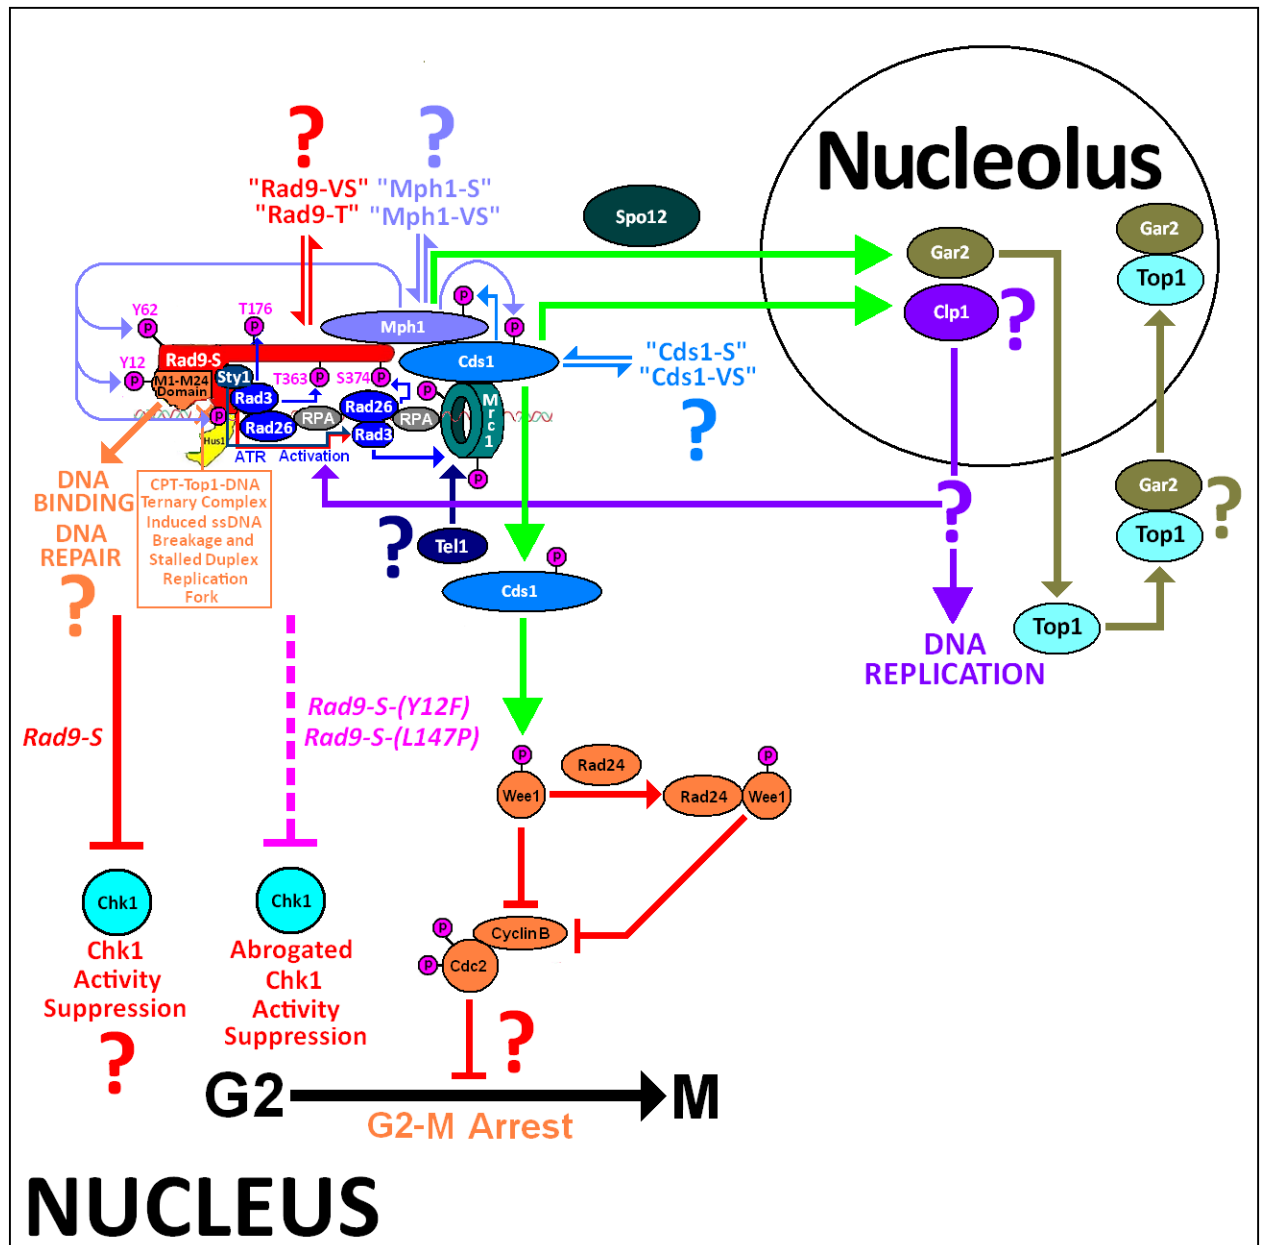 Nucleolus
?
?
"Rad9-VS"
"Rad9-T"
"Mph1-S"
"Mph1-VS"
Spo12
Gar2
Clp1
?
Gar2
Top1
Y62
P
T176
P
Mph1
P
P
Rad9-S
Cds1
"Cds1-S"
"Cds1-VS"
?
Y12
P
M1-M24
Domain
Sty1
Rad3
T363
P
S374
P
P
Rad26
RPA
Rad26
Rad3
RPA
Mrc1
P
P
Hus1
ATR
Activation
DNA
BINDING
DNA
REPAIR
?
CPT-Top1-DNA
Ternary Complex
Induced ssDNA
Breakage and
Stalled Duplex
Replication
Fork
?
Tel1
P
Cds1
?
DNA
REPLICATION
Gar2
Top1
?
Top1
Rad9-S
Rad9-S-(Y12F)
Rad9-S-(L147P)
P
Wee1
Rad24
P
Rad24
Wee1
Chk1
Chk1
Activity
Suppression
?
Chk1
Abrogated
Chk1
Activity
Suppression
P
P
Cyclin B
Cdc2
?
G2
M
G2-M Arrest
NUCLEUS